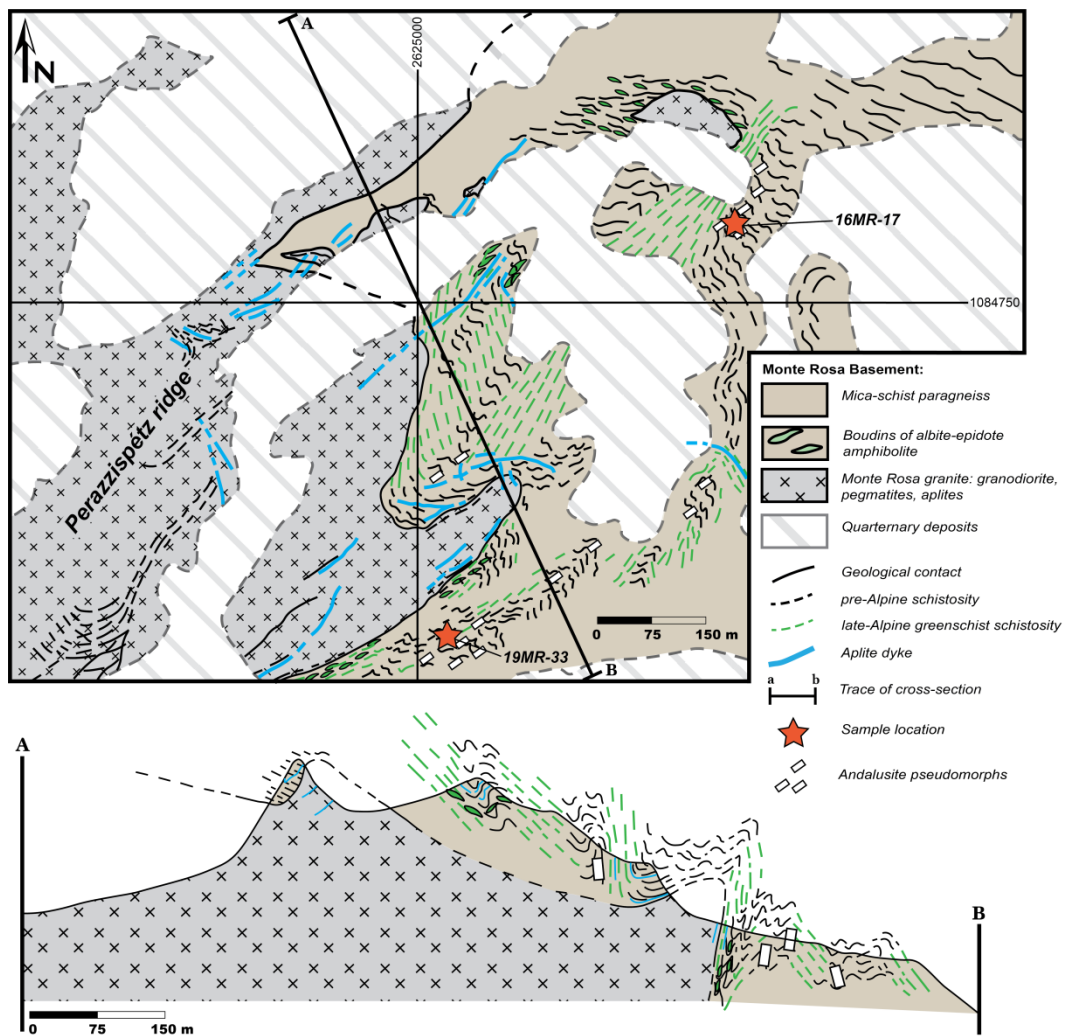 A
2625000
N
16MR-17
1084750
Perazzispetz ridge
19MR-33
0 75 150 m
B
Monte Rosa Basement:
Mica-schist paragneiss
Boudins of albite-epidote
amphibolite
Monte Rosa granite: granodiorite,
pegmatites, aplites
Quarternary deposits
Geological contact
pre-Alpine schistosity
late-Alpine greenschist schistosity
Aplite dyke
a b
Trace of cross-section
Sample location
Andalusite pseudomorphs
A
B
0 75 150 m